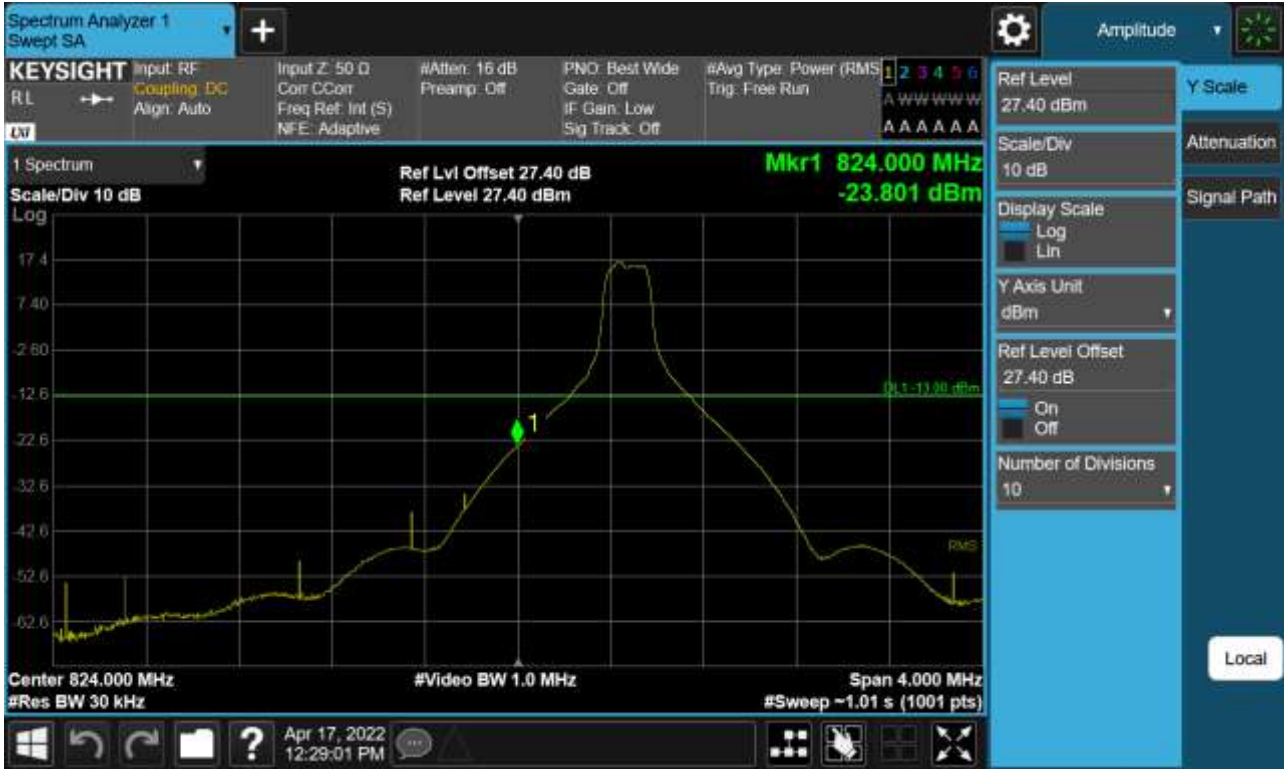 Spectrum Analyzer 1
Swept SA
Amplitude
KEYSIGHT
RL
LXI
Input: RF
Coupling: DC
Align: Auto
Input Z: 50 Ω
Corr CCorr
Freq Ref: Int (S)
NFE: Adaptive
#Atten: 16 dB
Preamp: Off
PNO: Best Wide
Gate: Off
IF Gain: Low
Sig Track: Off
#Avg Type: Power (RMS
Trig: Free Run
1 2 3 4 5 6
A W W W W W
A A A A A A
1 Spectrum
Scale/Div 10 dB
Ref Lvl Offset 27.40 dB
Ref Level 27.40 dBm
Mkr1 824.000 MHz
-23.801 dBm
Log
17.4
7.40
-2.60
-12.6
-22.6
-32.6
-42.6
-52.6
-62.6
DL1 -13.00 dBm
1
RMS
Center 824.000 MHz
#Res BW 30 kHz
#Video BW 1.0 MHz
Span 4.000 MHz
#Sweep ~1.01 s (1001 pts)
Ref Level
27.40 dBm
Scale/Div
10 dB
Display Scale
Log
Lin
Y Axis Unit
dBm
Ref Level Offset
27.40 dB
On
Off
Number of Divisions
10
Y Scale
Attenuation
Signal Path
Local
?
Apr 17, 2022
12:29:01 PM